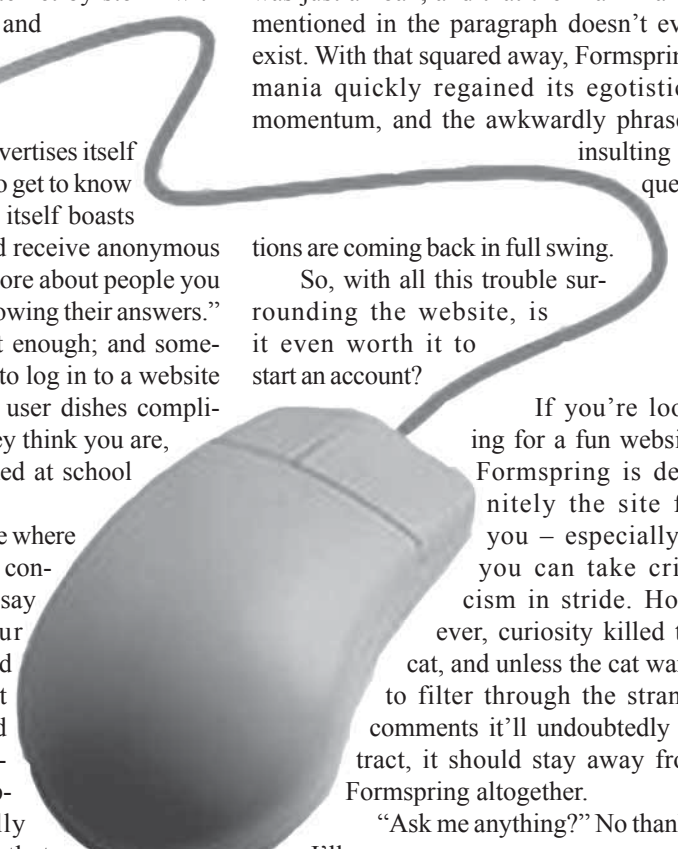 and
vertises itself
o get to know
itself boasts
d receive anonymous
ore about people you
owing their answers.”
t enough; and some-
to log in to a website
user dishes compli-
ey think you are,
ed at school
e where
con-
say
ur
d
t
d
-
o-
lly
mentioned in the paragraph doesn’t ev
exist. With that squared away, Formsprin
mania quickly regained its egotistic
momentum, and the awkwardly phrase
insulting
que
tions are coming back in full swing.
So, with all this trouble sur-
rounding the website, is
it even worth it to
start an account?
If you’re loo
ing for a fun websi
Formspring is de
nitely the site f
you – especially
you can take cri
cism in stride. Ho
ever, curiosity killed t
cat, and unless the cat wa
to filter through the stran
comments it’ll undoubtedly
tract, it should stay away fro
Formspring altogether.
“Ask me anything?” No than
I’ll